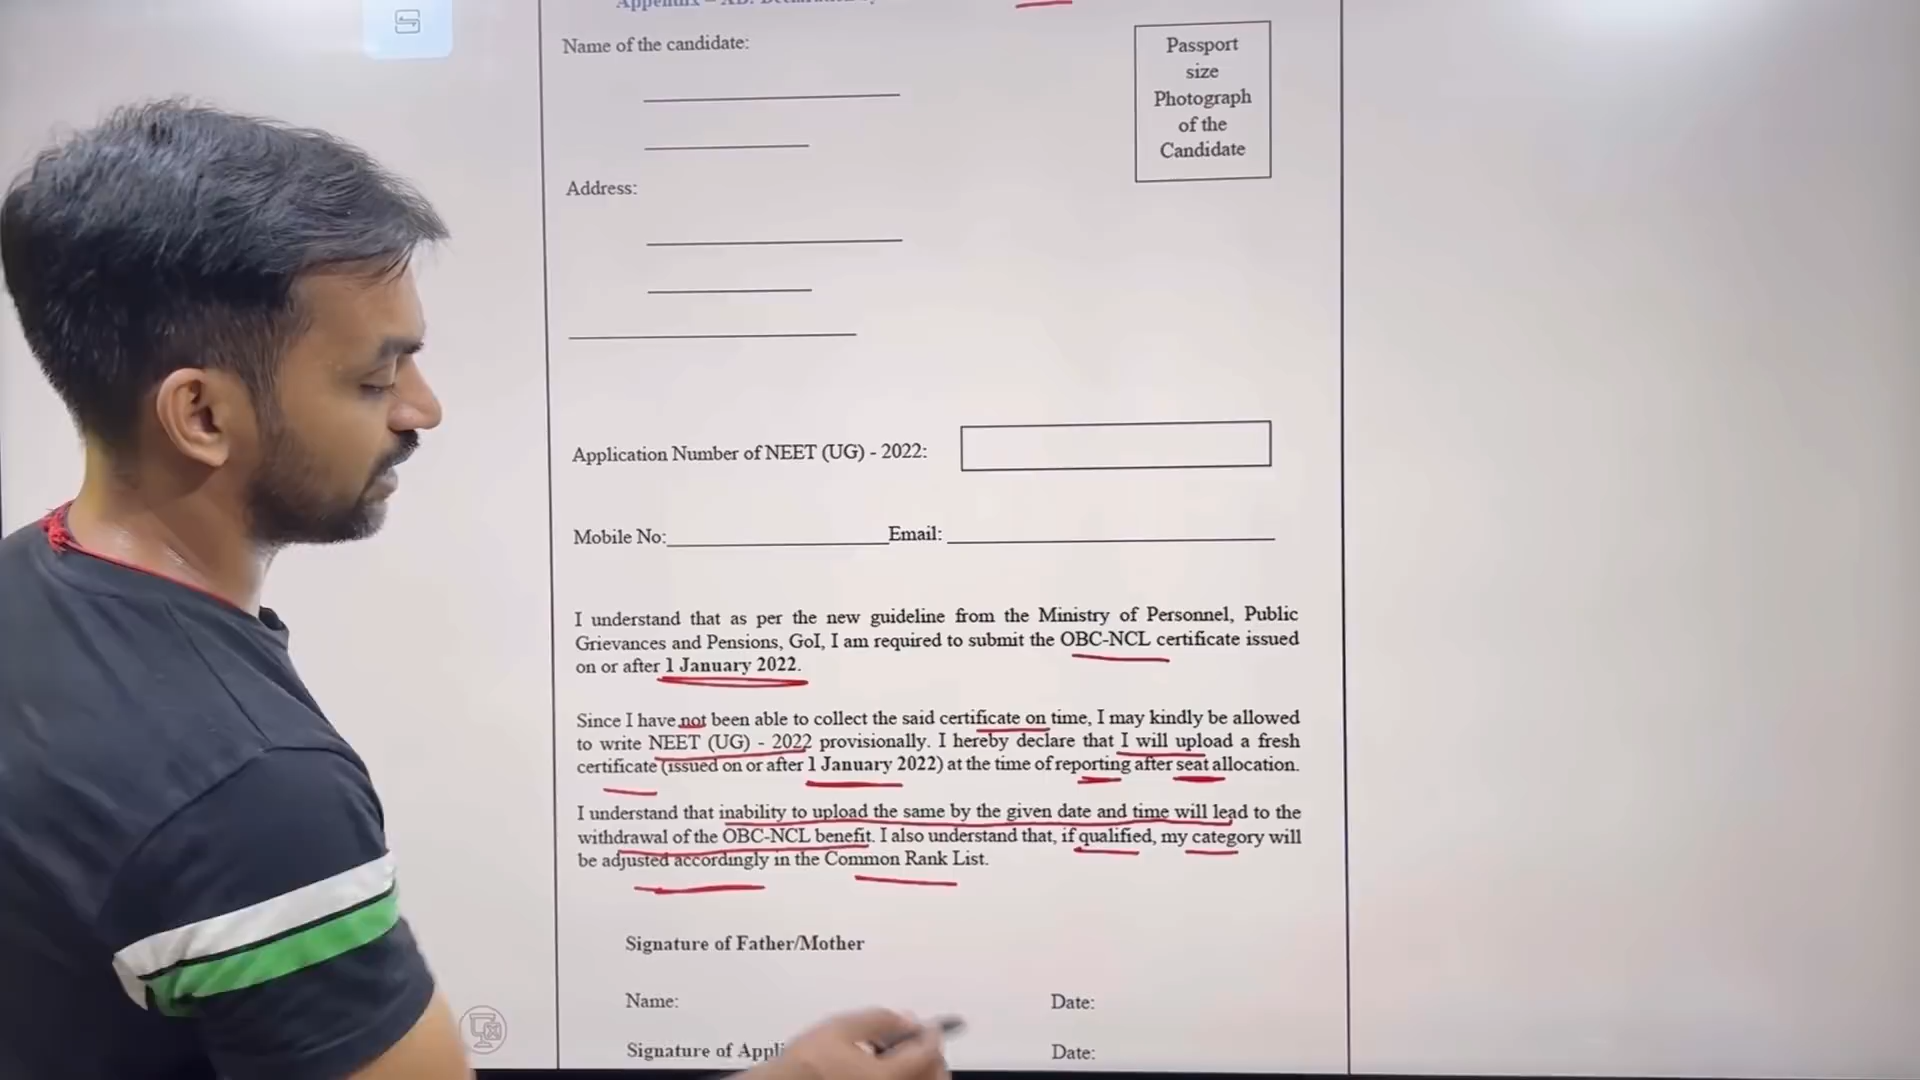 Name of the candidate:
Passport
size
Photograph
of the
Candidate
Address:
Application Number of NEET (UG) - 2022:
Mobile No: Email:
I understand that as per the new guideline from the Ministry of Personnel, Public
Grievances and Pensions, GoI, I am required to submit the OBC-NCL certificate issued
on or after 1 January 2022.
Since I have not been able to collect the said certificate on time, I may kindly be allowed
to write NEET (UG) - 2022 provisionally. I hereby declare that I will upload a fresh
certificate (issued on or after 1 January 2022) at the time of reporting after seat allocation.
I understand that inability to upload the same by the given date and time will lead to the
withdrawal of the OBC-NCL benefit. I also understand that, if qualified, my category will
be adjusted accordingly in the Common Rank List.
Signature of Father/Mother
Name: Date:
Signature of Appli Date: